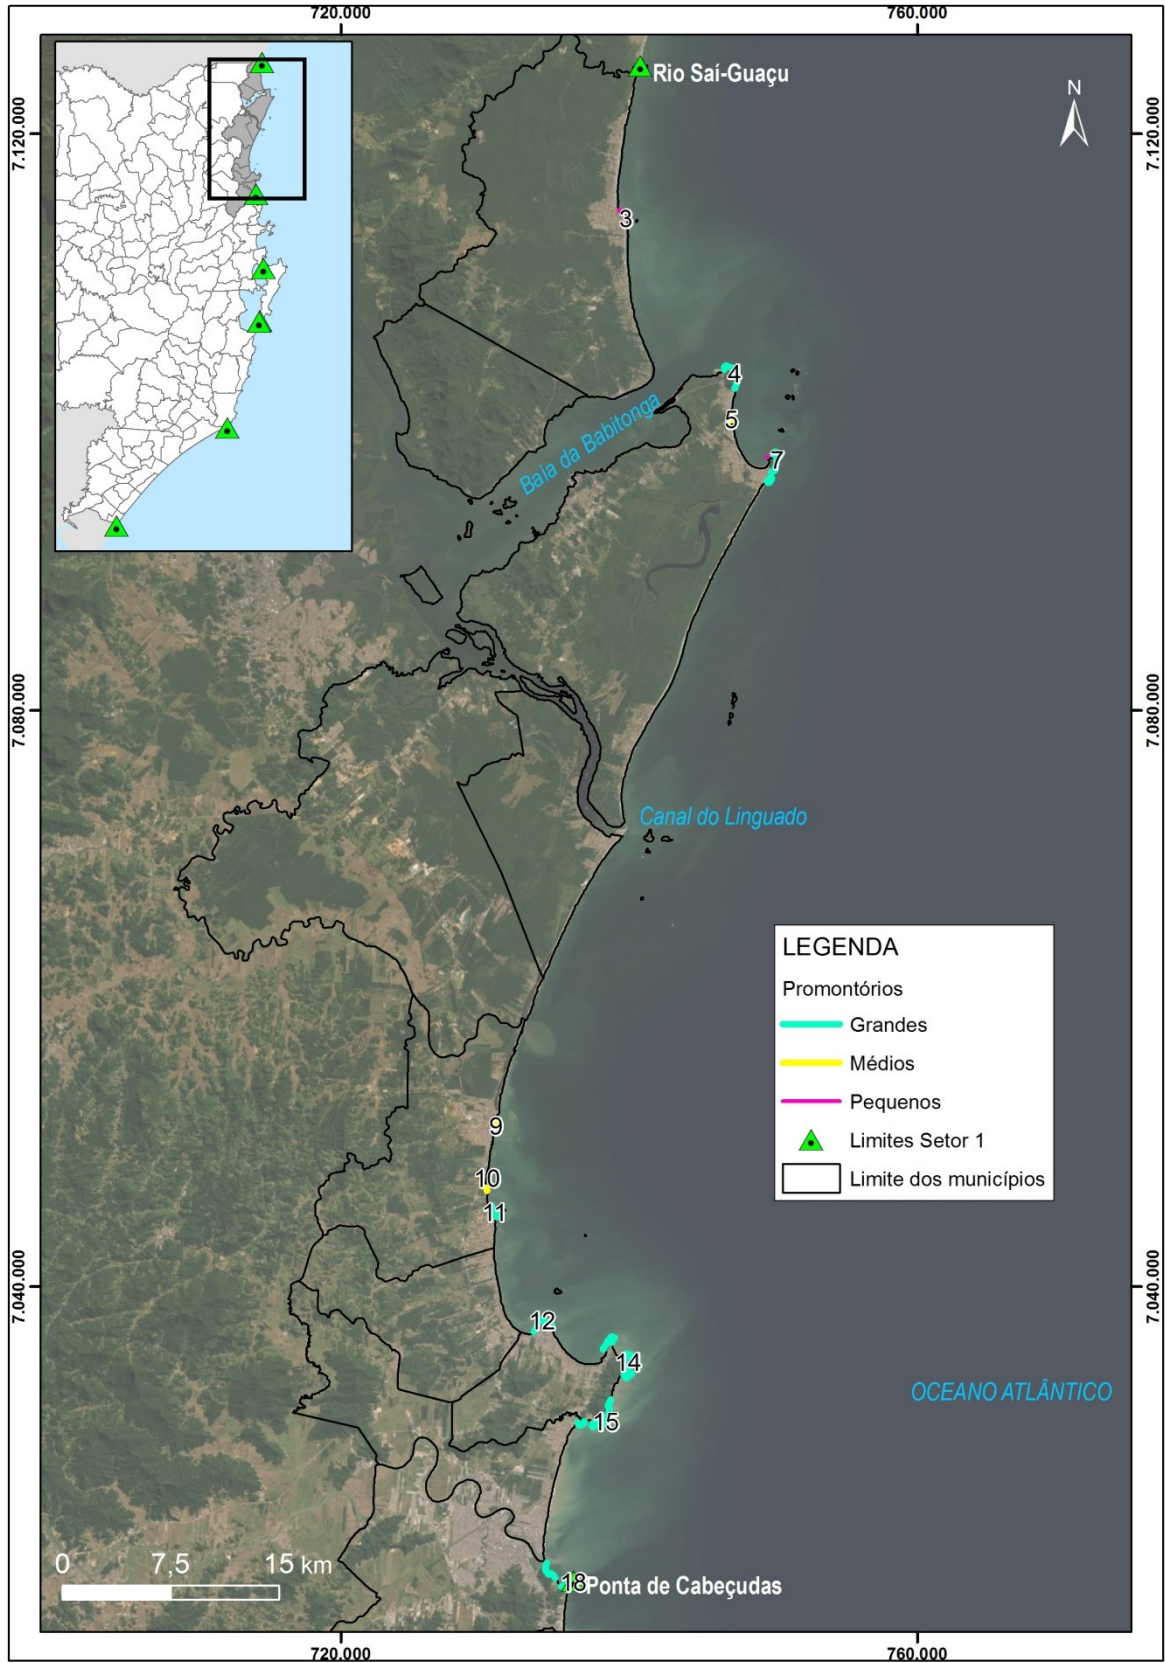 720.000
760.000
Rio Saí-Guaçu
N
7.120.000
7.120.000
3
4
5
Baía da Babitonga
7
7.080.000
7.080.000
Canal do Linguado
LEGENDA
Promontórios
Grandes
Médios
Pequenos
Limites Setor 1
Limite dos municípios
9
10
11
7.040.000
7.040.000
12
14
OCEANO ATLÂNTICO
15
0
7,5
15 km
18
Ponta de Cabeçudas
720.000
760.000